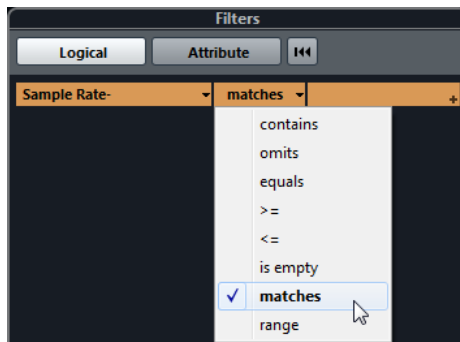 Filters
Logical Attribute
Sample Rate- matches +
contains
omits
equals
>=
<=
is empty
✓ matches
range